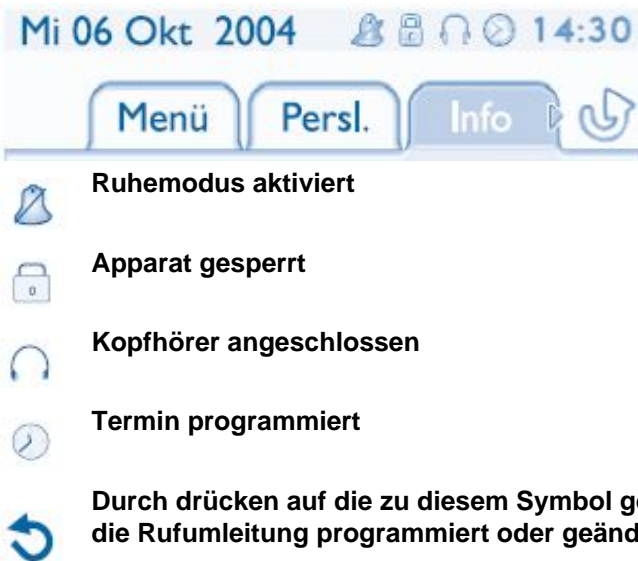 Mi 06 Okt 2004 14:30
Menü Persl. Info
Ruhemodus aktiviert
Apparat gesperrt
Kopfhörer angeschlossen
Termin programmiert
Durch drücken auf die zu diesem Symbol
die Rufumleitung programmiert oder